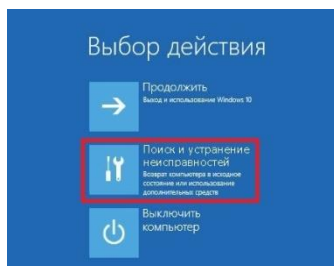 Выбор действия
Продолжить
Выход и использование Windows 10
Поиск и устранение
неисправностей
Возврат компьютера в исходное
состояние или использование
дополнительных средств
Выключить
компьютер